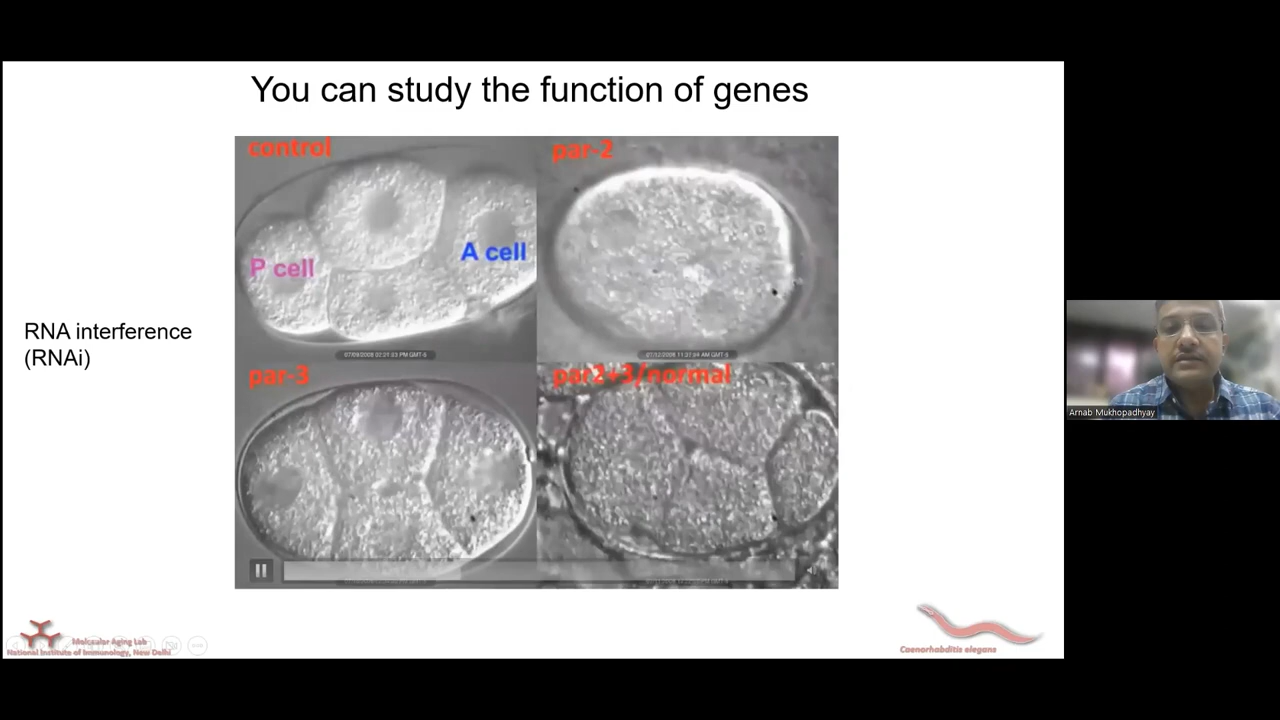 You can study the function of genes
control
par-2
P cell
A cell
RNA interference
(RNAi)
par-3
par2+3/normal
Arnab Mukhopadhyay
Molecular Aging Lab
National Institute of Immunology, New Delhi
Caenorhabditis elegans